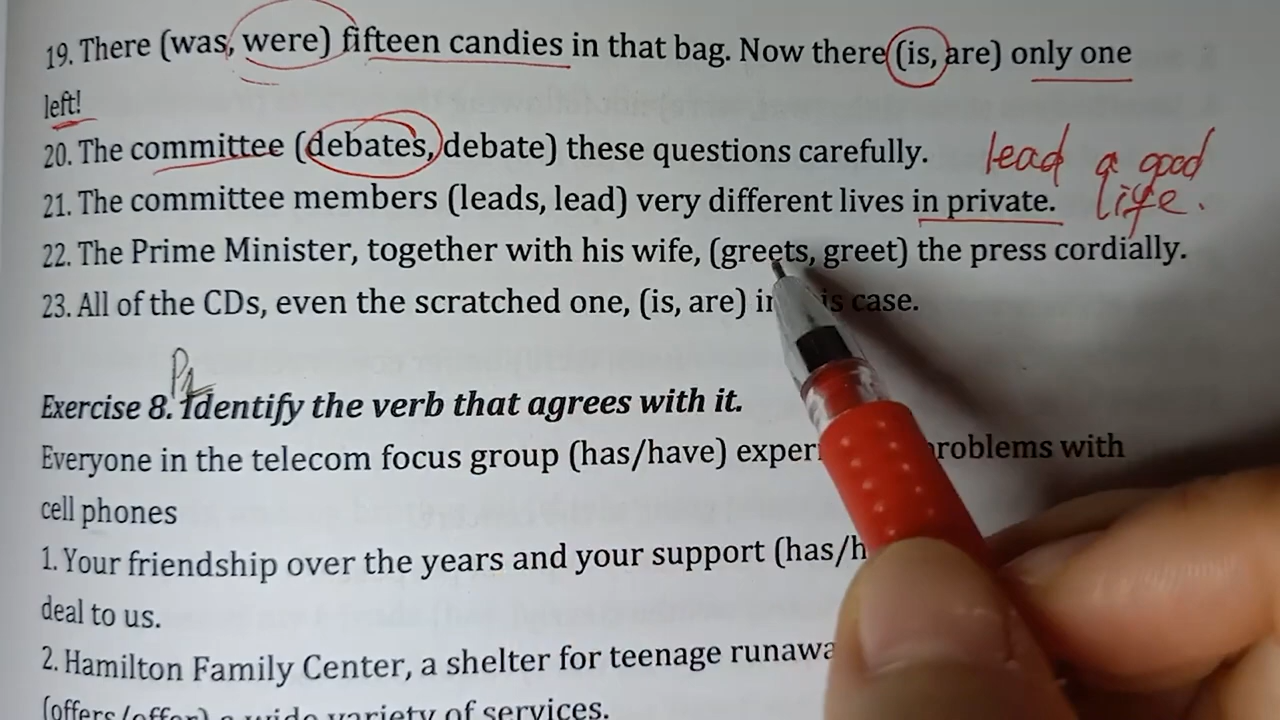 19. There (was, were) fifteen candies in that bag. Now there (is, are) only one
left!
20. The committee (debates, debate) these questions carefully.
lead a good
life.
21. The committee members (leads, lead) very different lives in private.
22. The Prime Minister, together with his wife, (greets, greet) the press cordially.
23. All of the CDs, even the scratched one, (is, are) in case.
Exercise 8. Identify the verb that agrees with it.
Everyone in the telecom focus group (has/have) problems with
cell phones
1. Your friendship over the years and your support
deal to us.
2. Hamilton Family Center, a shelter for teenage
(offers/offer) a wide variety of services.